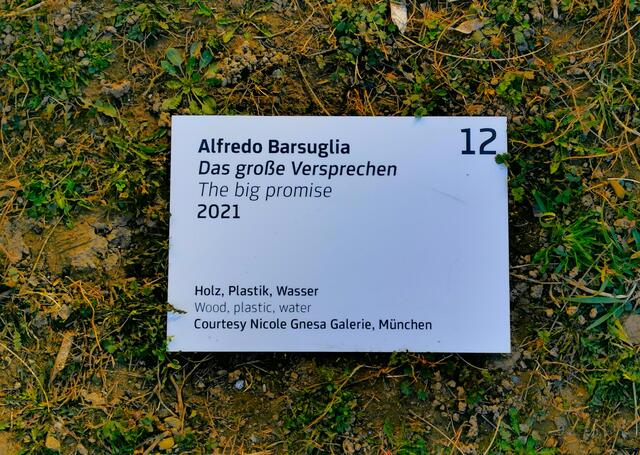 12
Alfredo Barsuglia
Das große Versprechen
The big promise
2021
Holz, Plastik, Wasser
Wood, plastic, water
Courtesy Nicole Gnesa Galerie, München